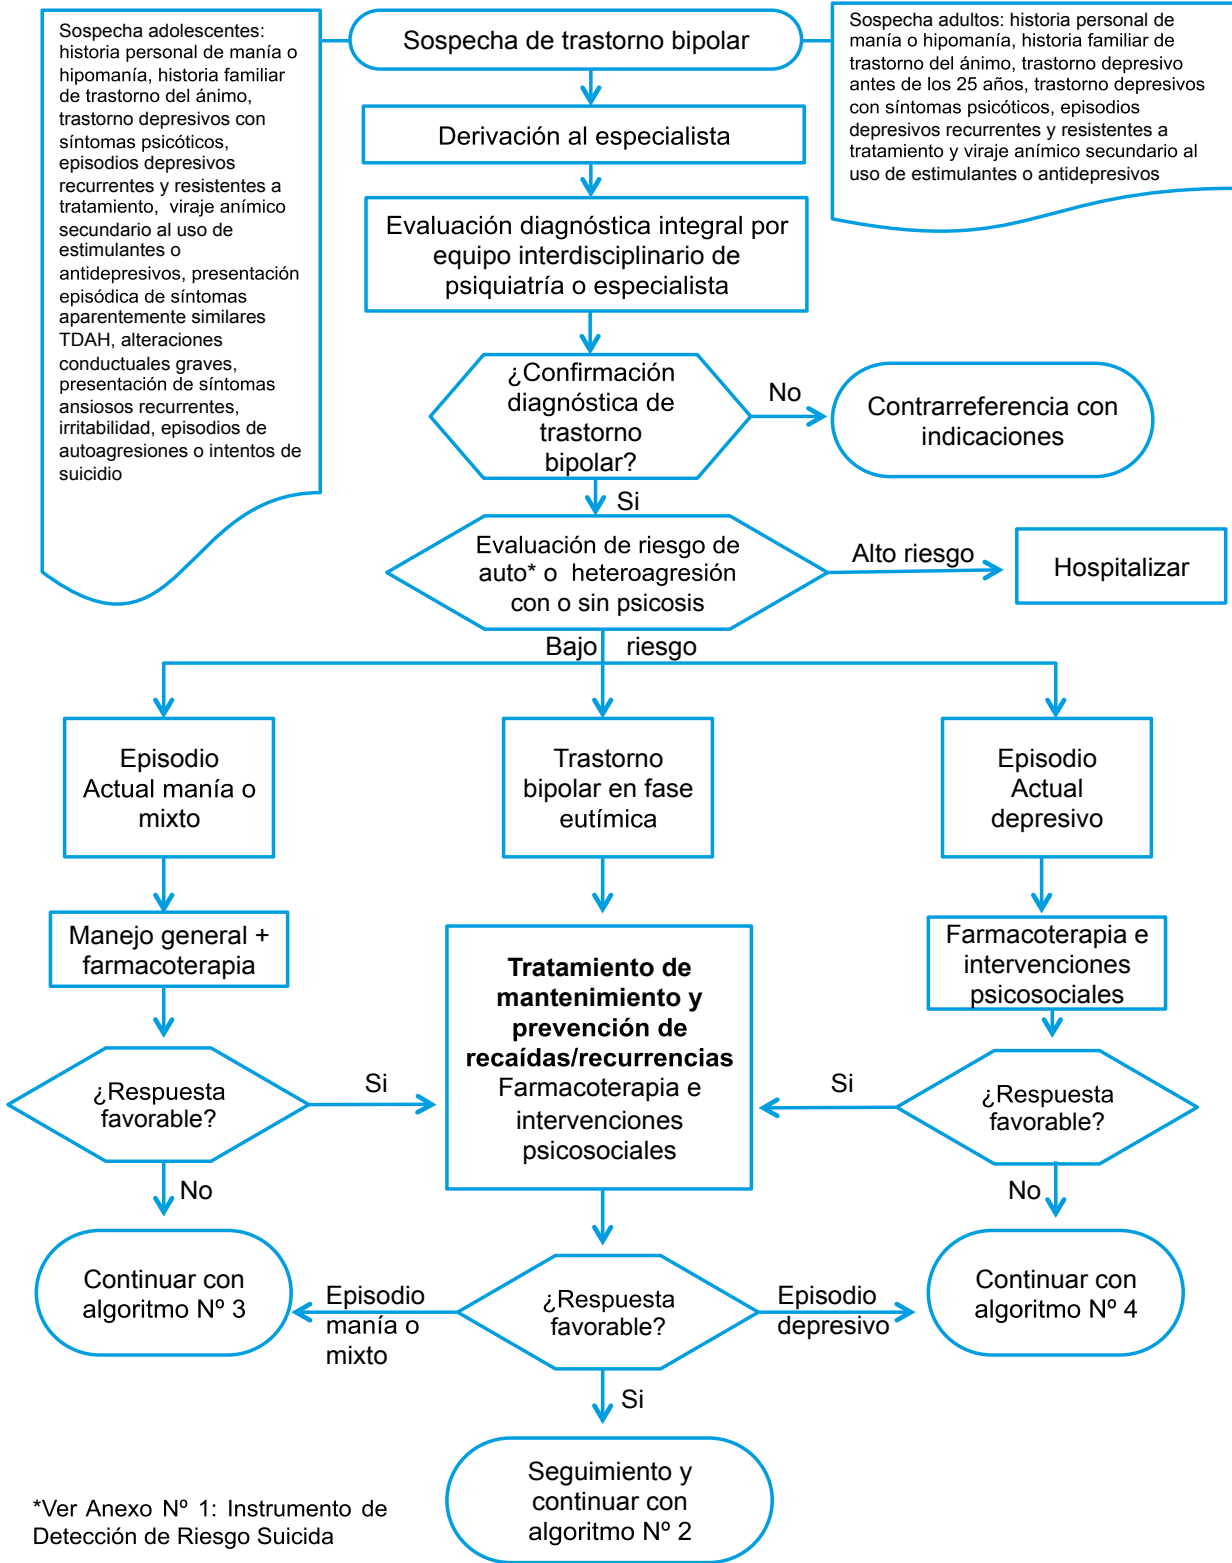 Sospecha adolescentes:
historia personal de manía o
hipomanía, historia familiar
de trastorno del ánimo,
trastorno depresivos con
síntomas psicóticos,
episodios depresivos
recurrentes y resistentes a
tratamiento, viraje anímico
secundario al uso de
estimulantes o
antidepresivos, presentación
episódica de síntomas
aparentemente similares
TDAH, alteraciones
conductuales graves,
presentación de síntomas
ansiosos recurrentes,
irritabilidad, episodios de
autoagresiones o intentos de
suicidio
Sospecha de trastorno bipolar
Sospecha adultos: historia personal de
manía o hipomanía, historia familiar de
trastorno del ánimo, trastorno depresivo
antes de los 25 años, trastorno depresivos
con síntomas psicóticos, episodios
depresivos recurrentes y resistentes a
tratamiento y viraje anímico secundario al
uso de estimulantes o antidepresivos
Derivación al especialista
Evaluación diagnóstica integral por
equipo interdisciplinario de
psiquiatría o especialista
¿Confirmación
diagnóstica de
trastorno
bipolar?
No
Contrarreferencia con
indicaciones
Si
Evaluación de riesgo de
auto* o heteroagresión
con o sin psicosis
Alto riesgo
Hospitalizar
Bajo riesgo
Episodio
Actual manía o
mixto
Trastorno
bipolar en fase
eutímica
Episodio
Actual
depresivo
Manejo general +
farmacoterapia
Tratamiento de
mantenimiento y
prevención de
recaídas/recurrencias
Farmacoterapia e
intervenciones
psicosociales
Farmacoterapia e
intervenciones
psicosociales
¿Respuesta
favorable?
Si
Si
¿Respuesta
favorable?
No
No
Continuar con
algoritmo Nº 3
Episodio
manía o
mixto
¿Respuesta
favorable?
Episodio
depresivo
Continuar con
algoritmo Nº 4
Si
Seguimiento y
continuar con
algoritmo Nº 2
*Ver Anexo Nº 1: Instrumento de
Detección de Riesgo Suicida